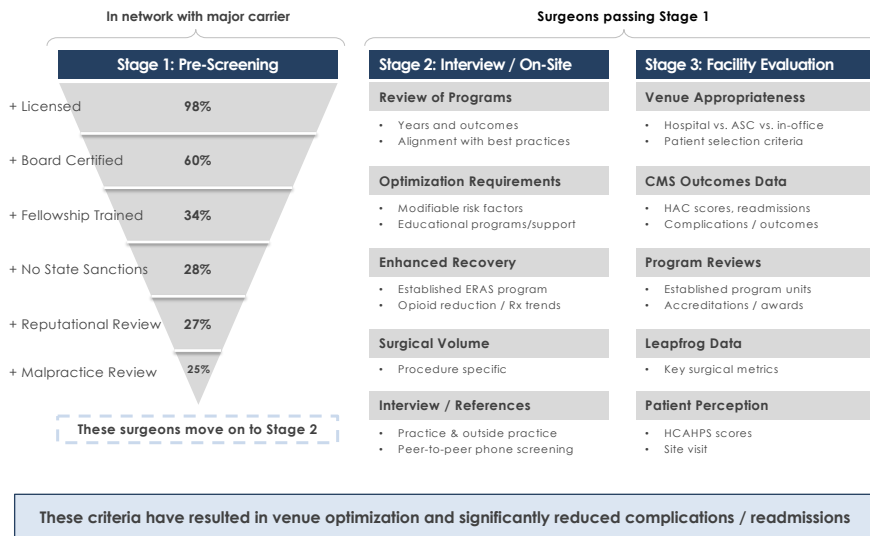 In network with major carrier
Surgeons passing Stage 1
Stage 1: Pre-Screening
+ Licensed
98%
+ Board Certified
60%
+ Fellowship Trained
34%
+ No State Sanctions
28%
+ Reputational Review
27%
+ Malpractice Review
25%
These surgeons move on to Stage 2
Stage 2: Interview / On-Site
Review of Programs
• Years and outcomes
• Alignment with best practices
Optimization Requirements
• Modifiable risk factors
• Educational programs/support
Enhanced Recovery
• Established ERAS program
• Opioid reduction / Rx trends
Surgical Volume
• Procedure specific
Interview / References
• Practice & outside practice
• Peer-to-peer phone screening
Stage 3: Facility Evaluation
Venue Appropriateness
• Hospital vs. ASC vs. in-office
• Patient selection criteria
CMS Outcomes Data
• HAC scores, readmissions
• Complications / outcomes
Program Reviews
• Established program units
• Accreditations / awards
Leapfrog Data
• Key surgical metrics
Patient Perception
• HCAHPS scores
• Site visit
These criteria have resulted in venue optimization and significantly reduced complications / readmissions